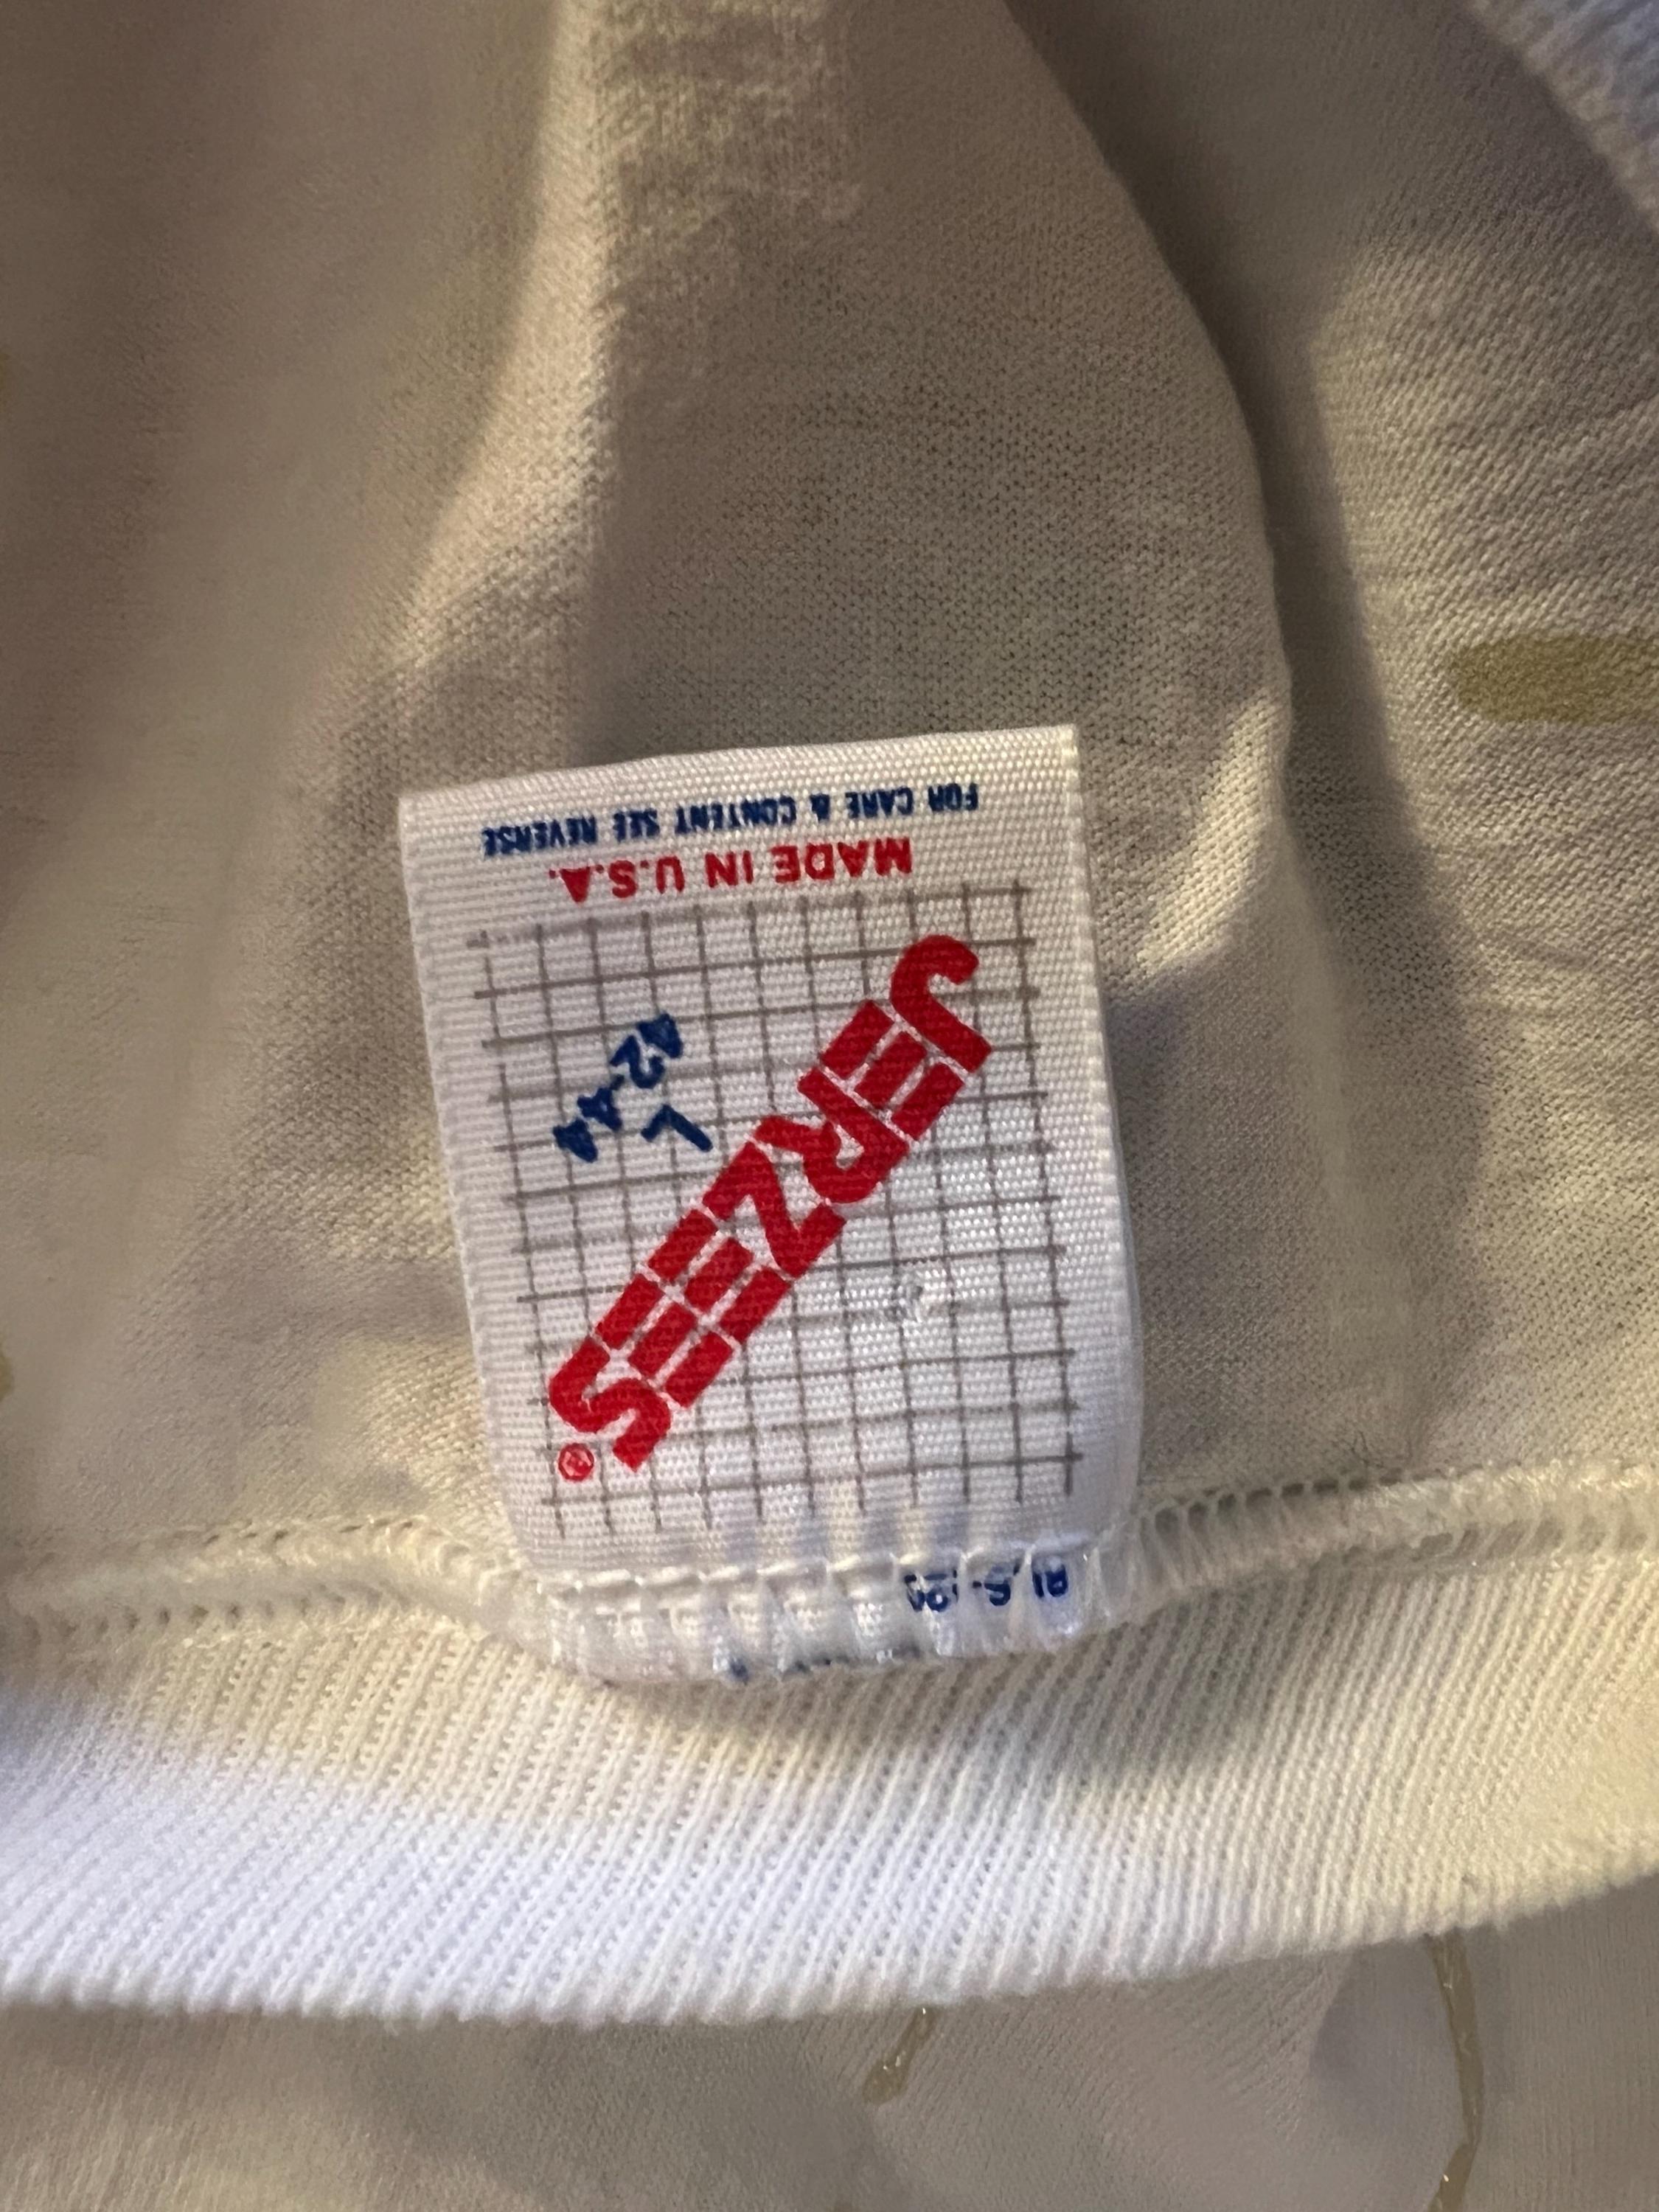 JERZEES®
L
42-44
MADE IN U.S.A.
FOR CARE & CONTENT SEE REVERSE